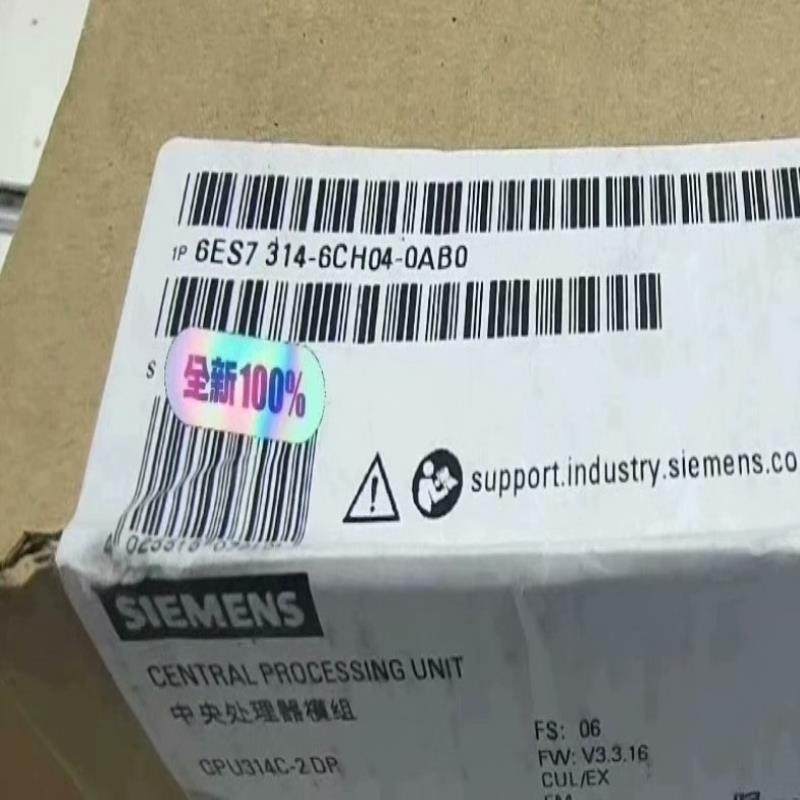 1P 6ES7 314-6CH04-0AB0
S
全新100%
support.industry.siemens.co
SIEMENS
CENTRAL PROCESSING UNIT
中央处理器模组
CPU314C-2 DP
FS: 06
FW: V3.3.16
CUL/EX